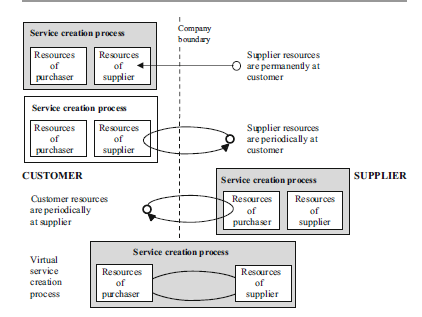 Company
boundary
Service creation process
Resources
of
purchaser
Resources
of
supplier
Supplier resources
are permanently at
customer
Service creation process
Resources
of
purchaser
Resources
of
supplier
Supplier resources
are periodically at
customer
CUSTOMER
SUPPLIER
Customer resources
are periodically
at supplier
Service creation process
Resources
of
purchaser
Resources
of
supplier
Virtual
service
creation
process
Service creation process
Resources
of
purchaser
Resources
of
supplier